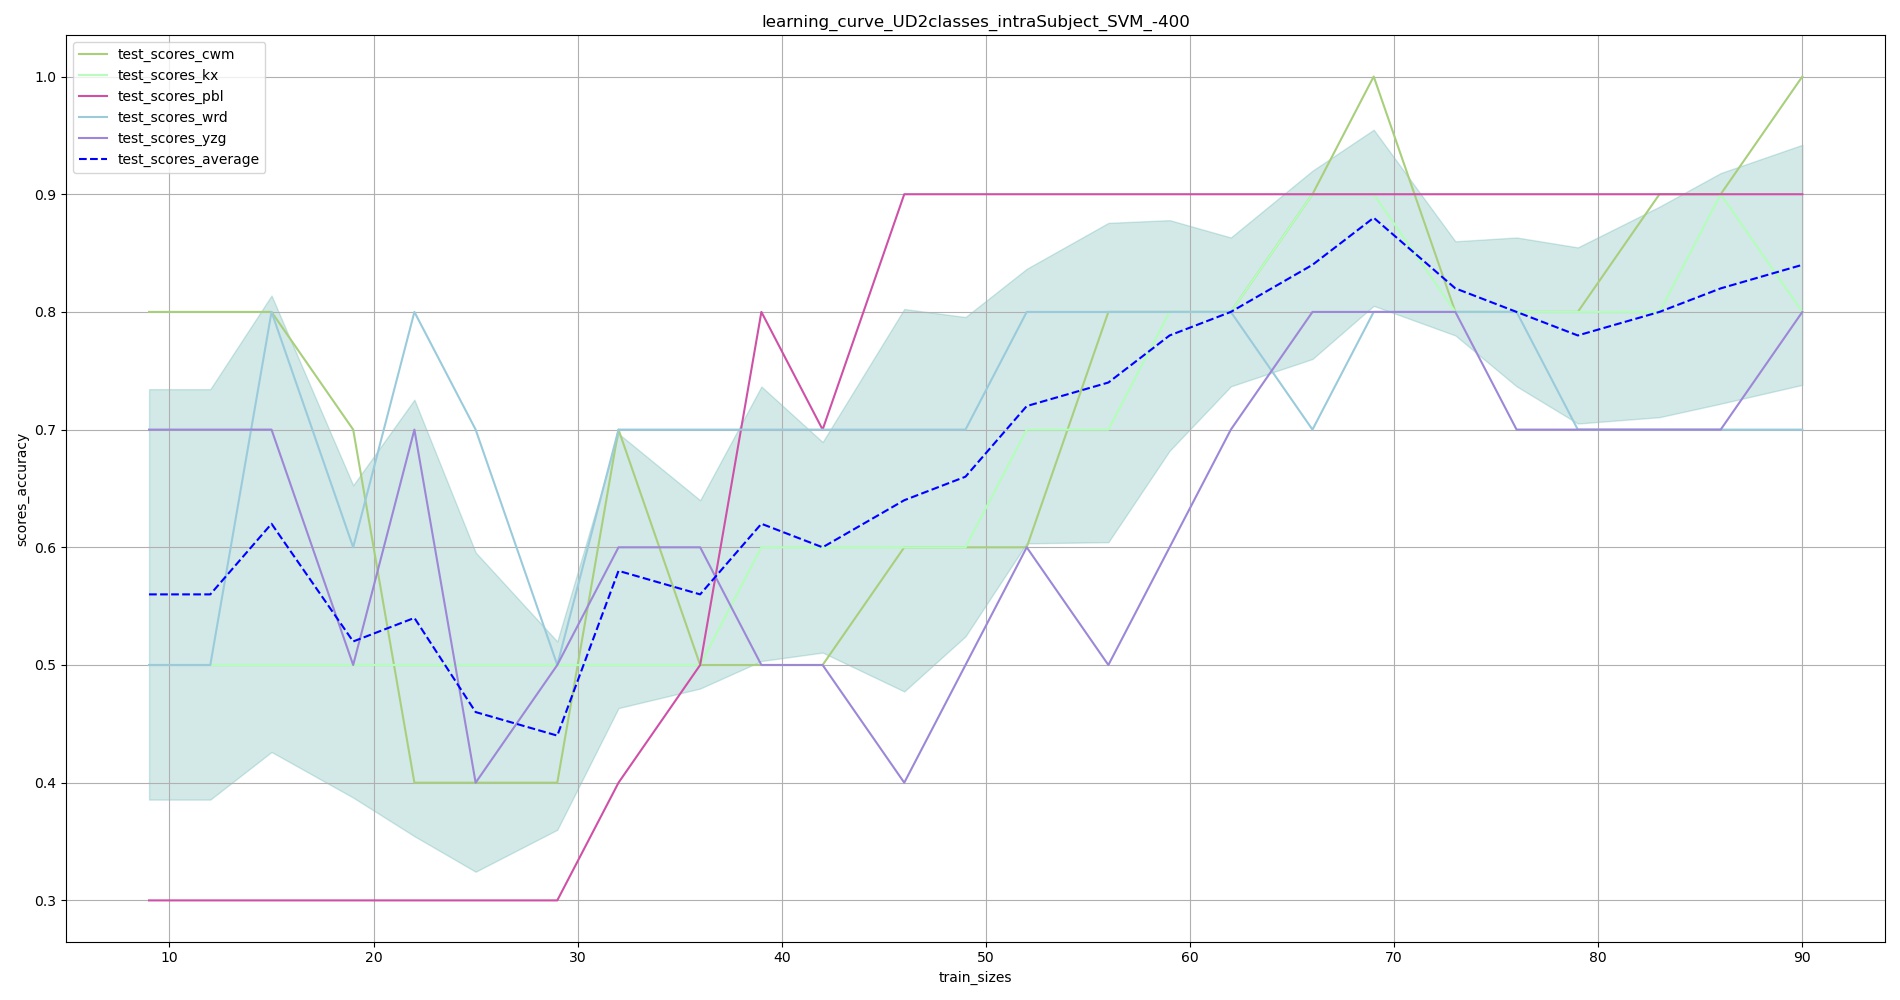 learning_curve_UD2classes_intraSubject_SVM_-400
test_scores_cwm
test_scores_kx
test_scores_pbl
test_scores_wrd
test_scores_yzg
test_scores_average
scores_accuracy
1.0
0.9
0.8
0.7
0.6
0.5
0.4
0.3
10 20 30 40 50 60 70 80 90
train_sizes